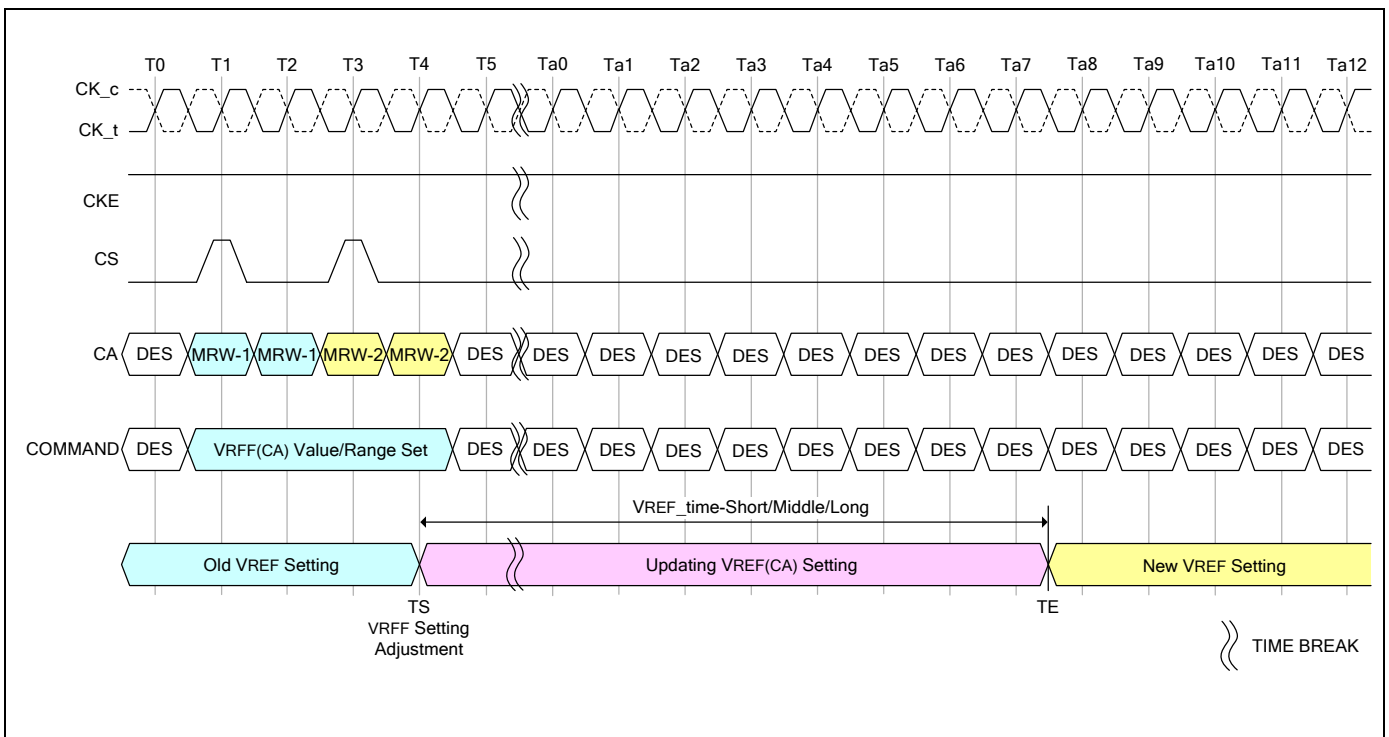 T0 T1 T2 T3 T4 T5 Ta0 Ta1 Ta2 Ta3 Ta4 Ta5 Ta6 Ta7 Ta8 Ta9 Ta10 Ta11 Ta12
CK_c
CK_t
CKE
CS
CA DES MRW-1 MRW-1 MRW-2 MRW-2 DES DES DES DES DES DES DES DES DES DES DES DES DES DES
COMMAND DES VRFF(CA) Value/Range Set DES DES DES DES DES DES DES DES DES DES DES DES DES DES
VREF_time-Short/Middle/Long
Old VREF Setting Updating VREF(CA) Setting New VREF Setting
TS TE
VRFF Setting
Adjustment
TIME BREAK